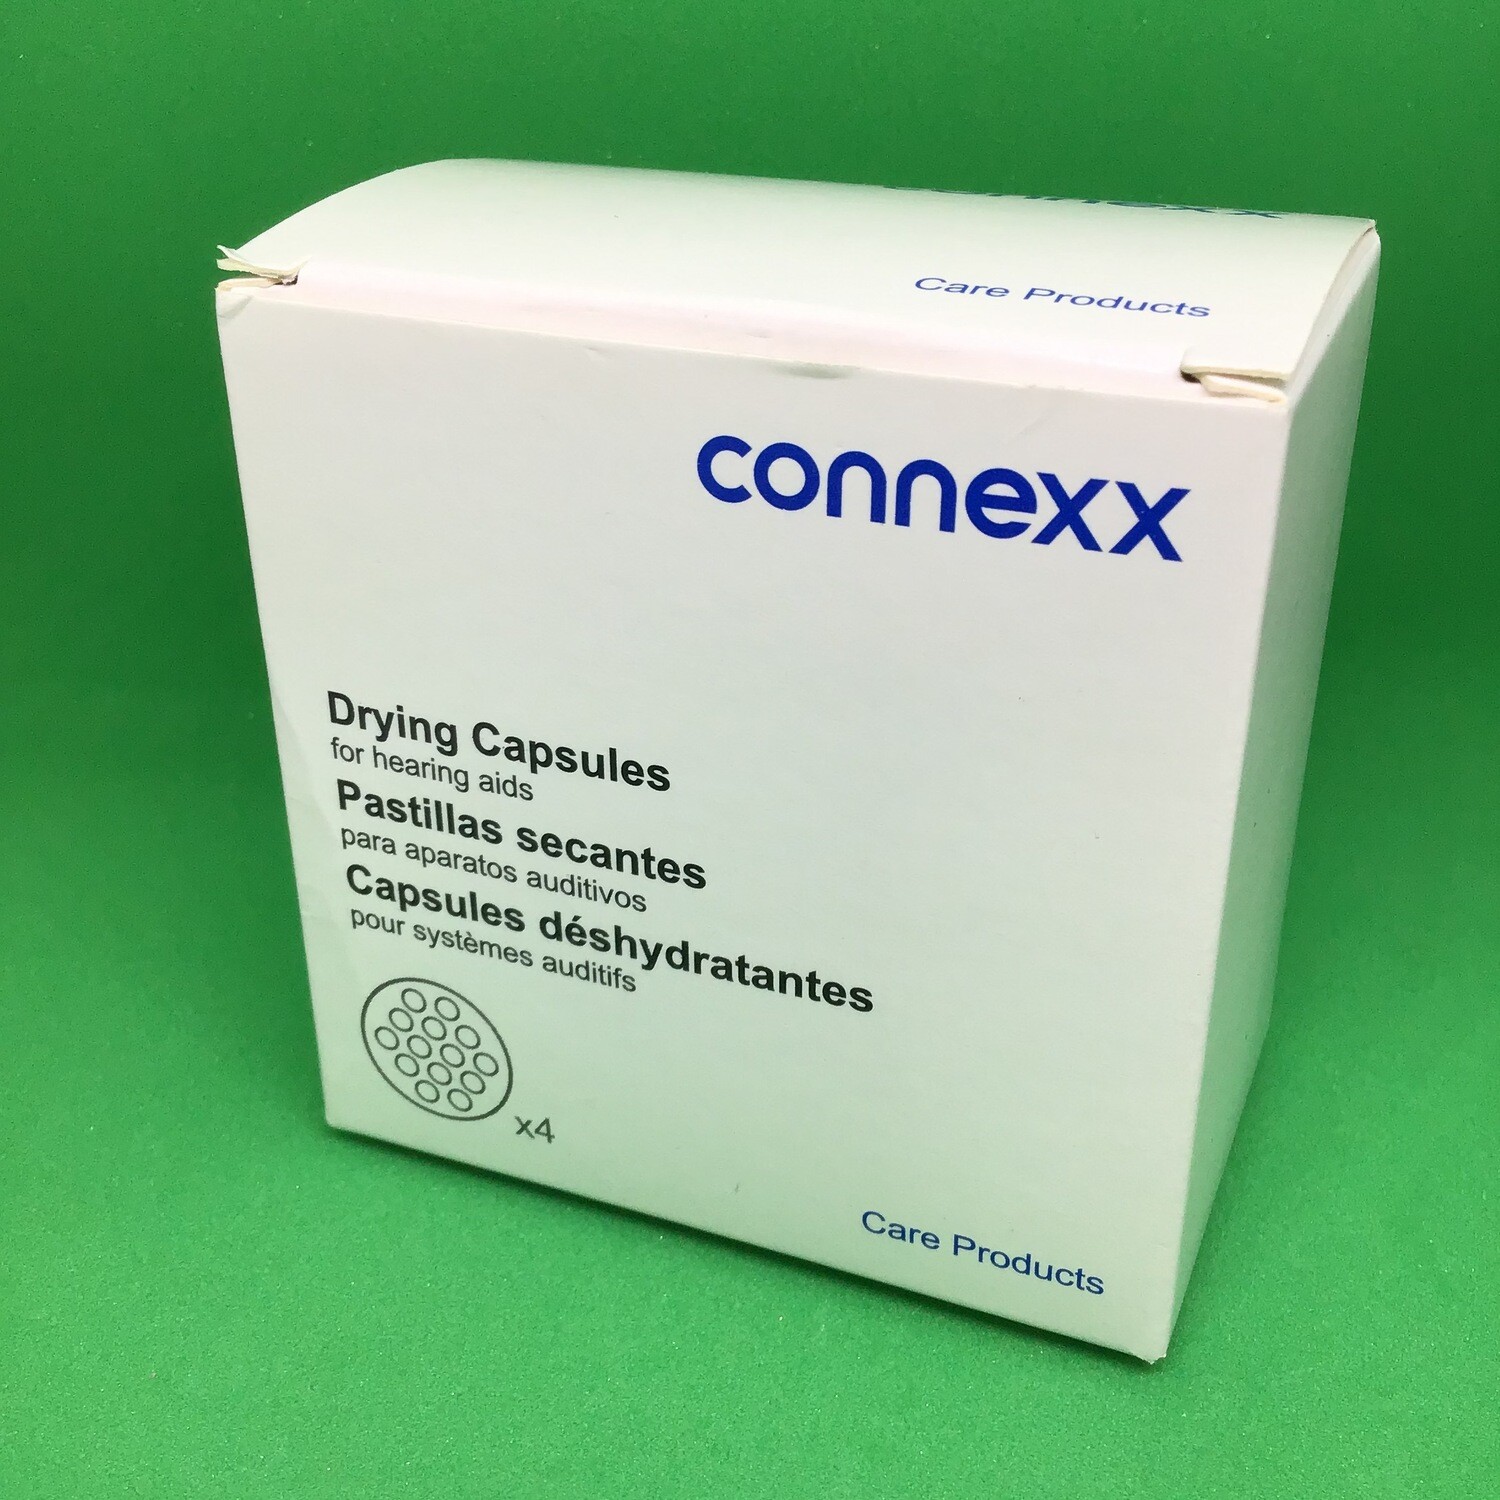 connexx
Care Products
connexx
Drying Capsules
for hearing aids
Pastillas secantes
para aparatos auditivos
Capsules déshydratantes
pour systèmes auditifs
x4
Care Products